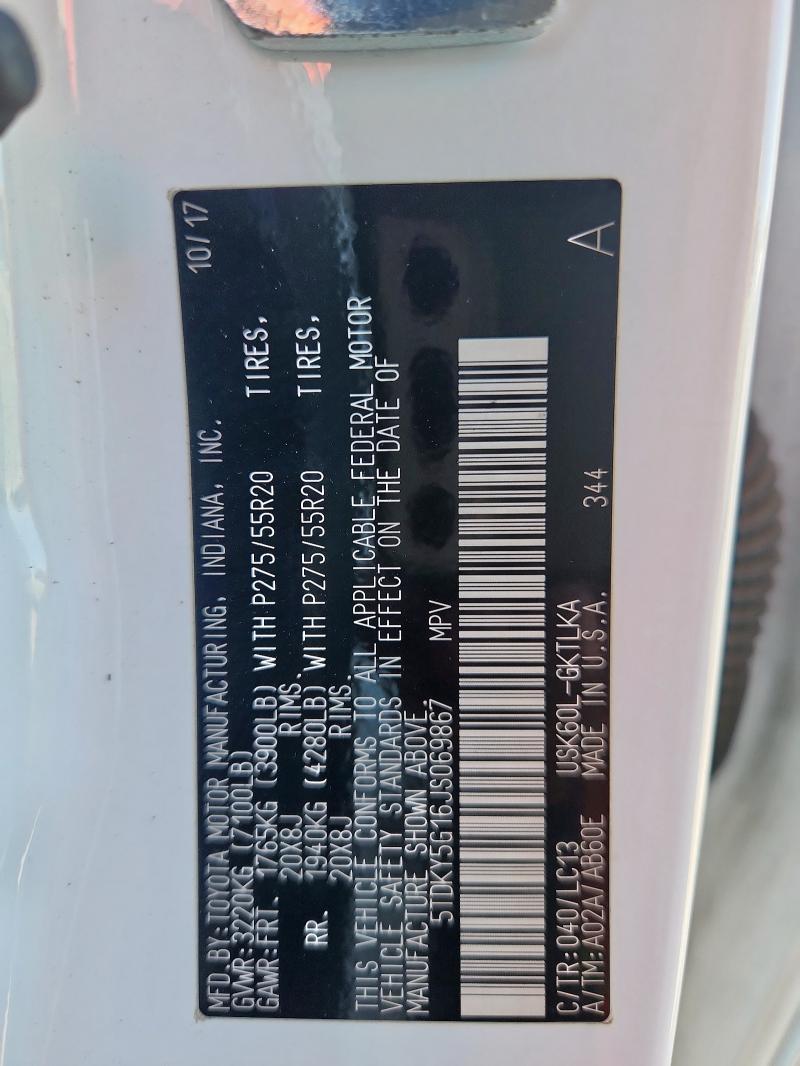 MFD.BY:TOYOTA MOTOR MANUFACTURING, INDIANA, INC. 10/17
GVWR:3220KG (7100LB)
GAWR:FRT. 1765KG (3900LB) WITH P275/55R20 TIRES,
20X8J RIMS.
RR. 1940KG (4280LB) WITH P275/55R20 TIRES,
20X8J RIMS.
THIS VEHICLE CONFORMS TO ALL APPLICABLE FEDERAL MOTOR
VEHICLE SAFETY STANDARDS IN EFFECT ON THE DATE OF
MANUFACTURE SHOWN ABOVE.
5TDKY5G16JS069867 MPV
C/TR:040/LC13 USK60L-GKTLKA
A/TM:A02A/AB60E MADE IN U.S.A. 344 A